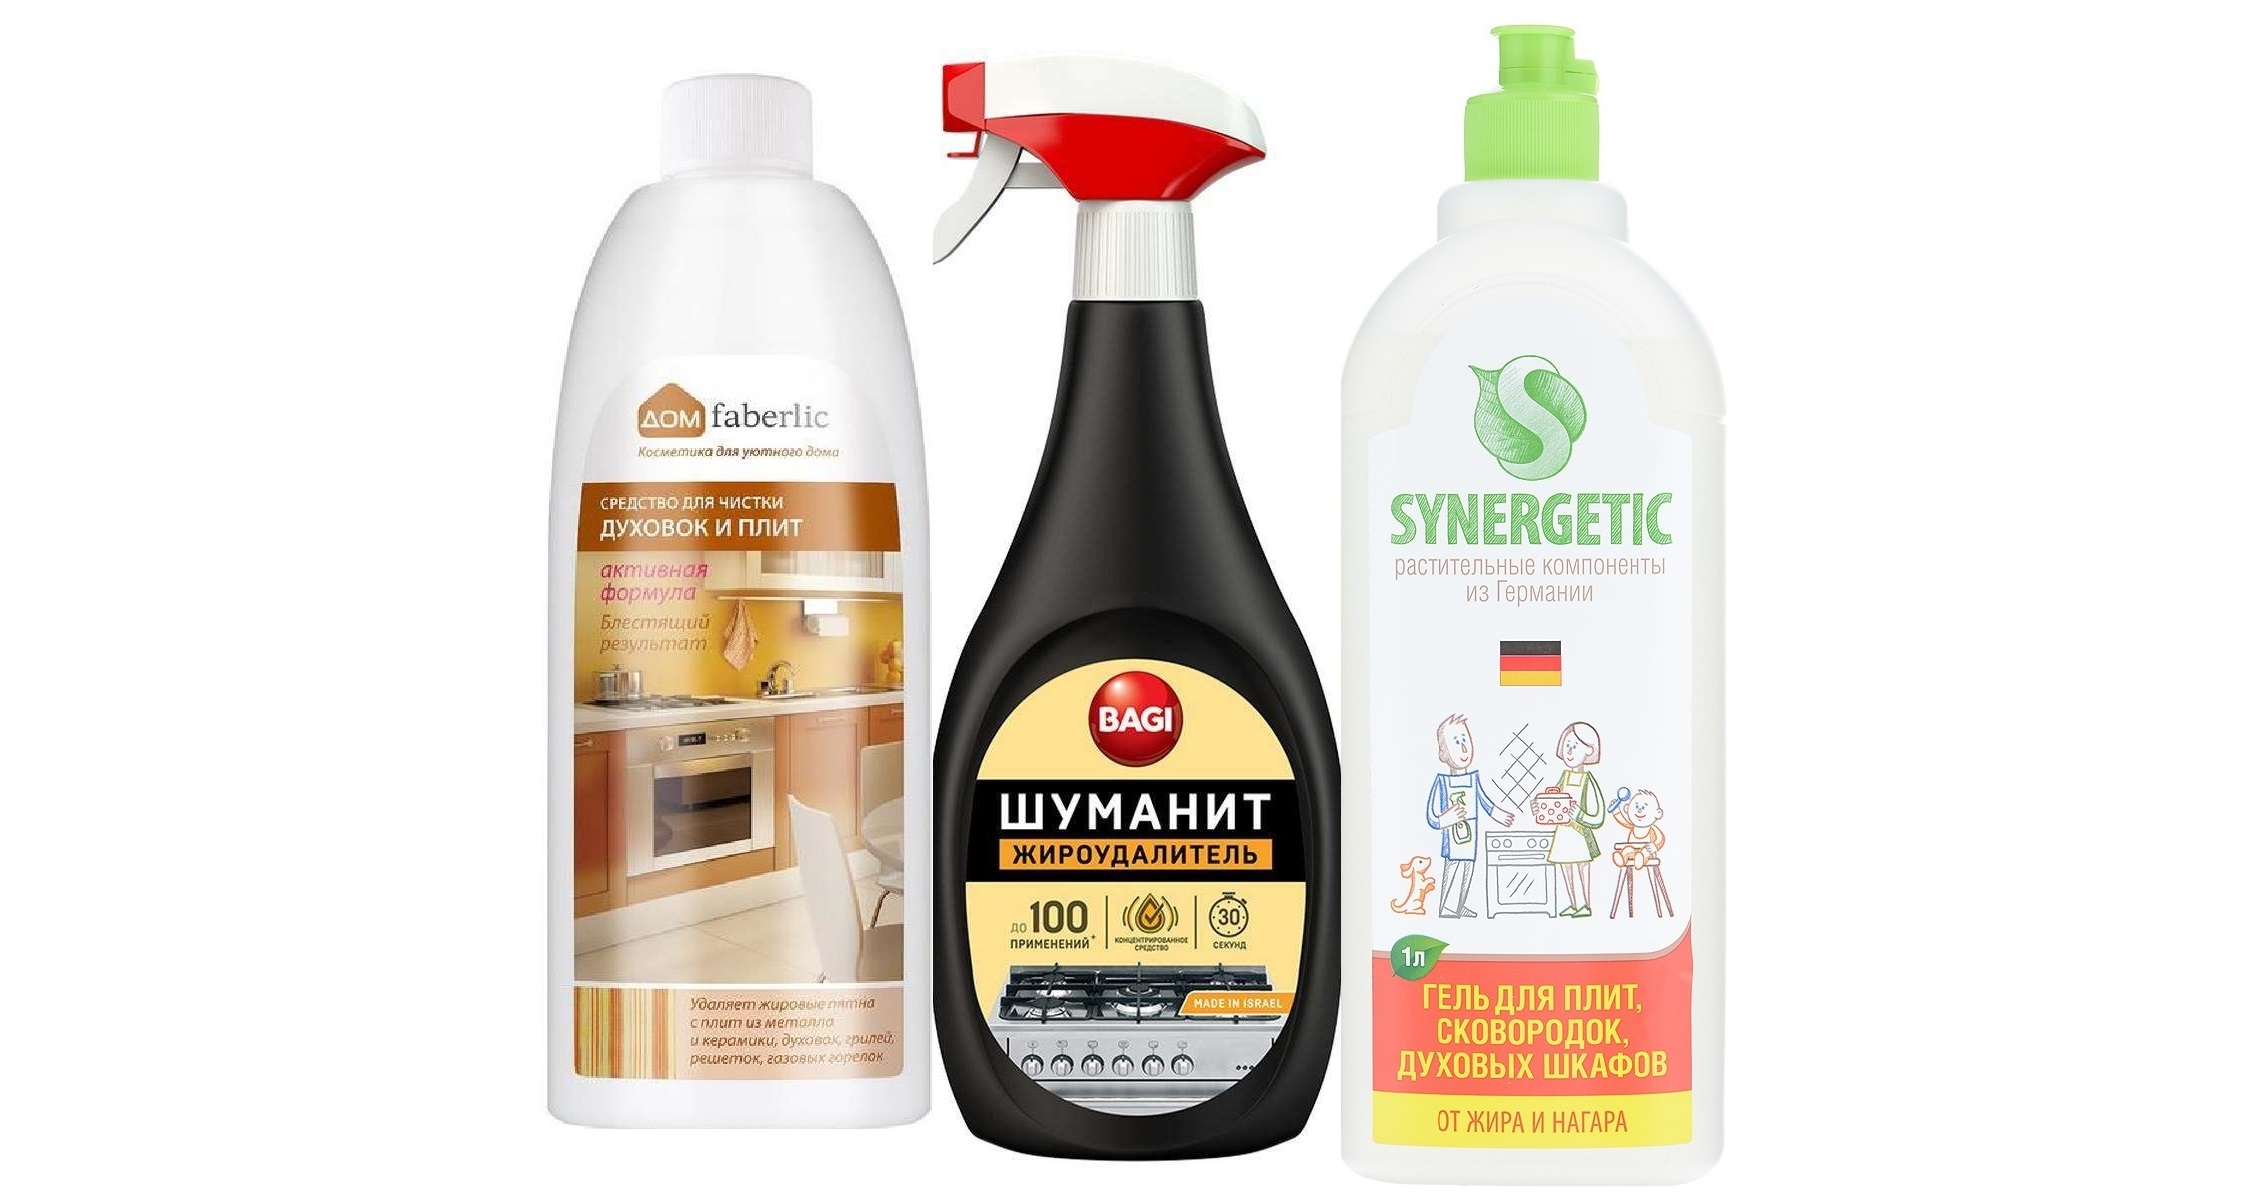 ДОМ faberlic
Косметика для уютного дома
СРЕДСТВО ДЛЯ ЧИСТКИ
ДУХОВОК И ПЛИТ
активная
формула
Блестящий
результат
Удаляет жировые пятна
с плит из металла
и керамики, духовок, грилей,
решеток, газовых горелок
BAGI
ШУМАНИТ
ЖИРОУДАЛИТЕЛЬ
ДО 100
ПРИМЕНЕНИЙ*
КОНЦЕНТРИРОВАННОЕ
СРЕДСТВО
30
СЕКУНД
MADE IN ISRAEL
SYNERGETIC
растительные компоненты
из Германии
1л
ГЕЛЬ ДЛЯ ПЛИТ,
СКОВОРОДОК,
ДУХОВЫХ ШКАФОВ
ОТ ЖИРА И НАГАРА